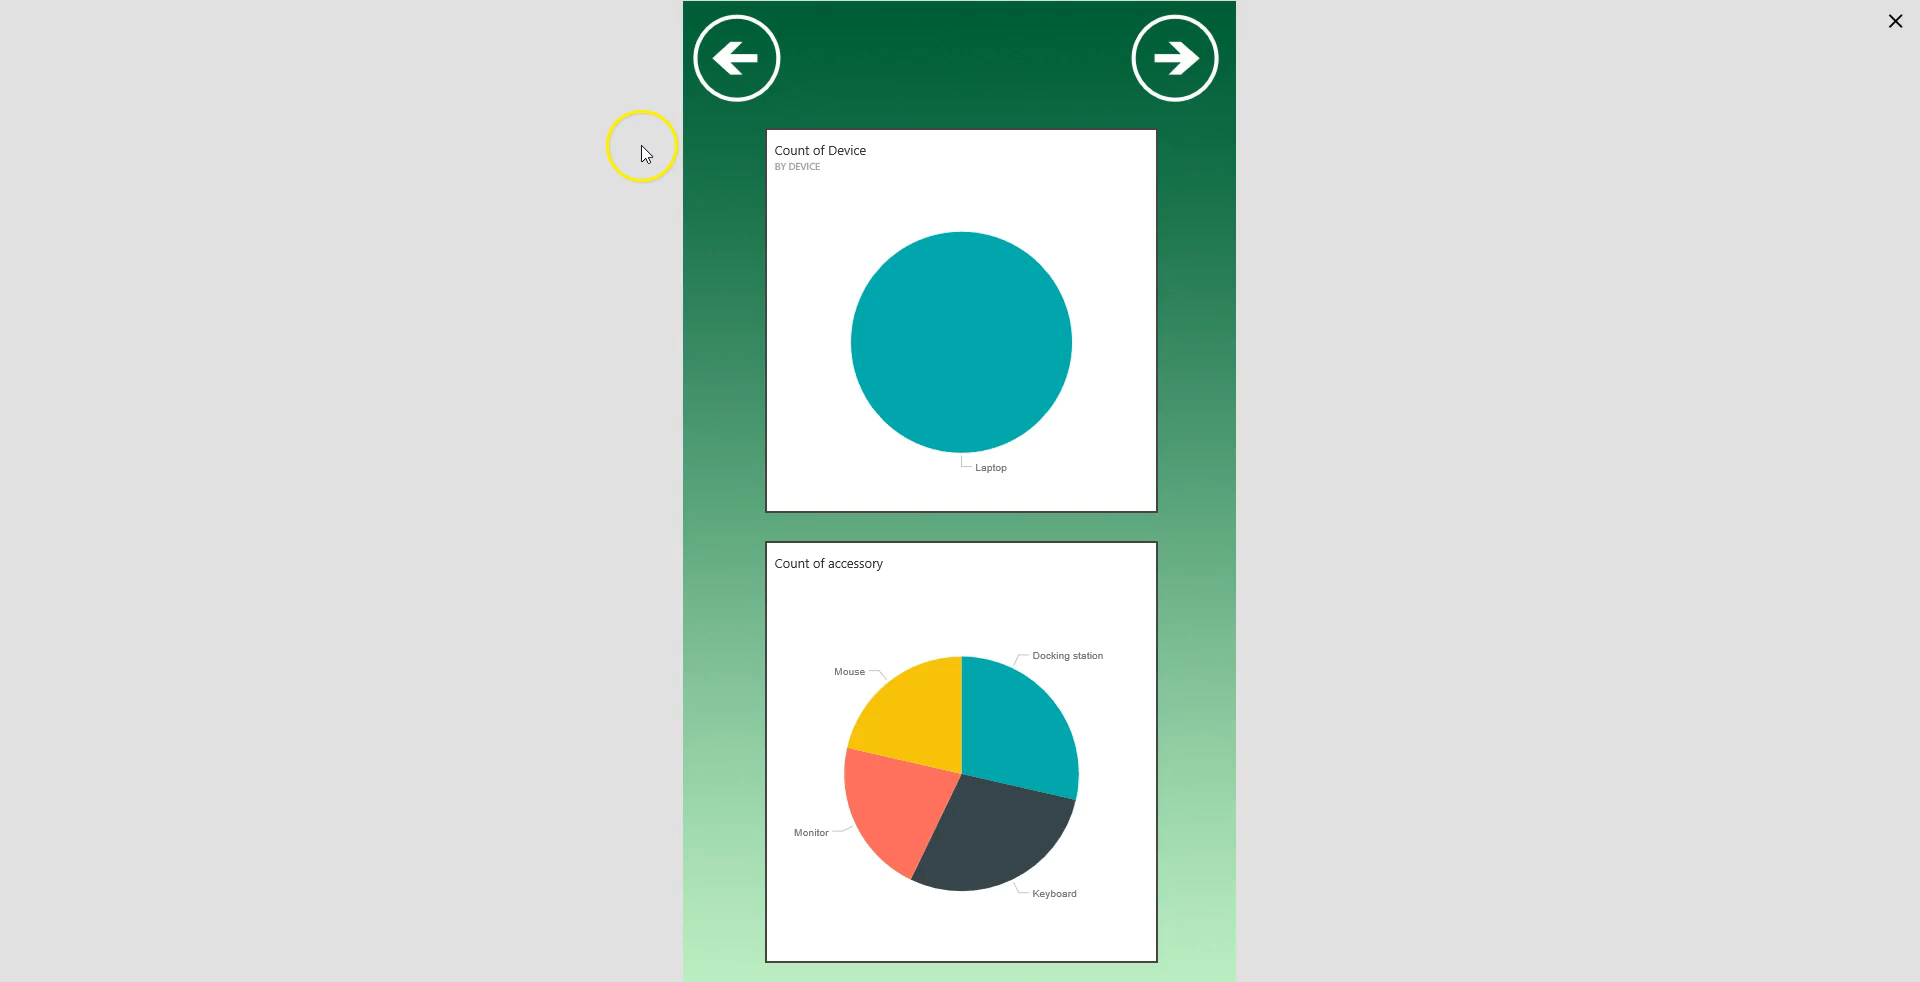 Count of Device
BY DEVICE
Laptop
Count of accessory
Docking station
Mouse
Monitor
Keyboard